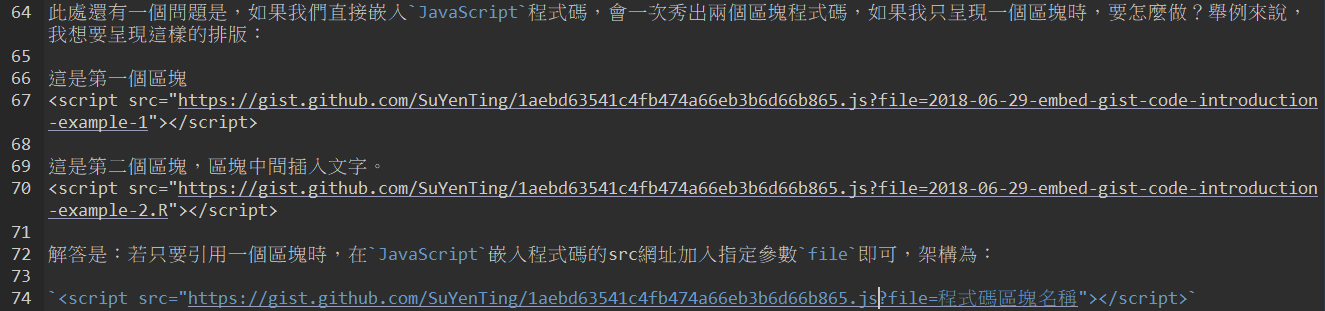 64 此處還有一個問題是，如果我們直接嵌入`JavaScript`程式碼，會一次秀出兩個區塊程式碼，如果我只呈現一個區塊時，要怎麼做？舉例來說，
我想要呈現這樣的排版：
65
66 這是第一個區塊
67 <script src="https://gist.github.com/SuYenTing/1aebd63541c4fb474a66eb3b6d66b865.js?file=2018-06-29-embed-gist-code-introduction
-example-1"></script>
68
69 這是第二個區塊，區塊中間插入文字。
70 <script src="https://gist.github.com/SuYenTing/1aebd63541c4fb474a66eb3b6d66b865.js?file=2018-06-29-embed-gist-code-introduction
-example-2.R"></script>
71
72 解答是：若只要引用一個區塊時，在`JavaScript`嵌入程式碼的src網址加入指定參數`file`即可，架構為：
73
74 `<script src="https://gist.github.com/SuYenTing/1aebd63541c4fb474a66eb3b6d66b865.js?file=程式碼區塊名稱"></script>`